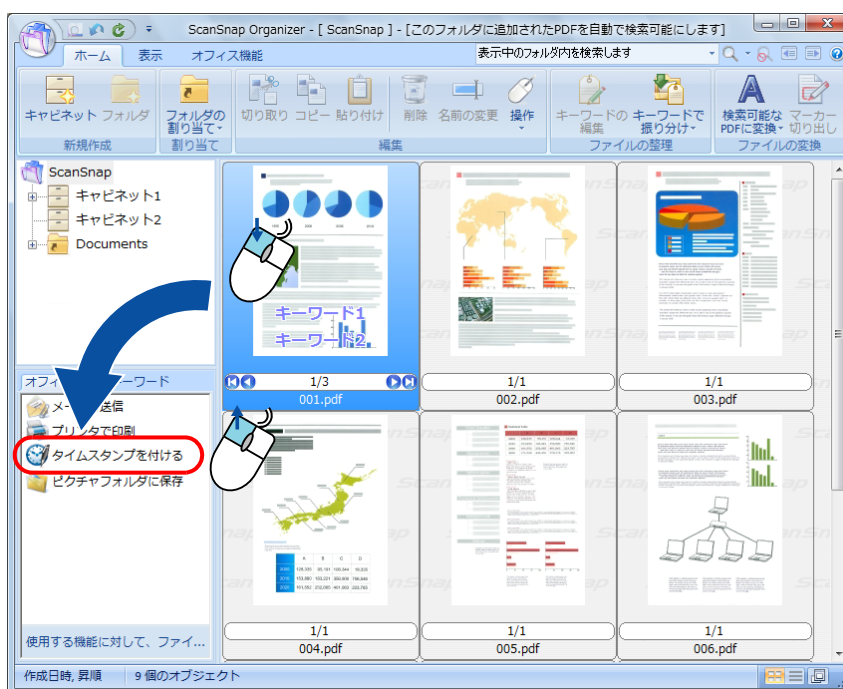 ScanSnap Organizer - [ ScanSnap ] - [このフォルダに追加されたPDFを自動で検索可能にします]
ホーム 表示 オフィス機能 表示中のフォルダ内を検索します
キャビネット フォルダ フォルダの割り当て 切り取り コピー 貼り付け 削除 名前の変更 操作 キーワードの編集 キーワードで振り分け 検索可能なPDFに変換 マーカー切り出し
新規作成 割り当て 編集 ファイルの整理 ファイルの変換
ScanSnap
キャビネット1
キャビネット2
Documents
キーワード1
キーワード2
1/3 1/1 1/1
001.pdf 002.pdf 003.pdf
オフィ ーワード
メー 送信
プリンタで印刷
タイムスタンプを付ける
ピクチャフォルダに保存
1/1 1/1 1/1
004.pdf 005.pdf 006.pdf
使用する機能に対して、ファイ...
作成日時, 昇順 9 個のオブジェクト